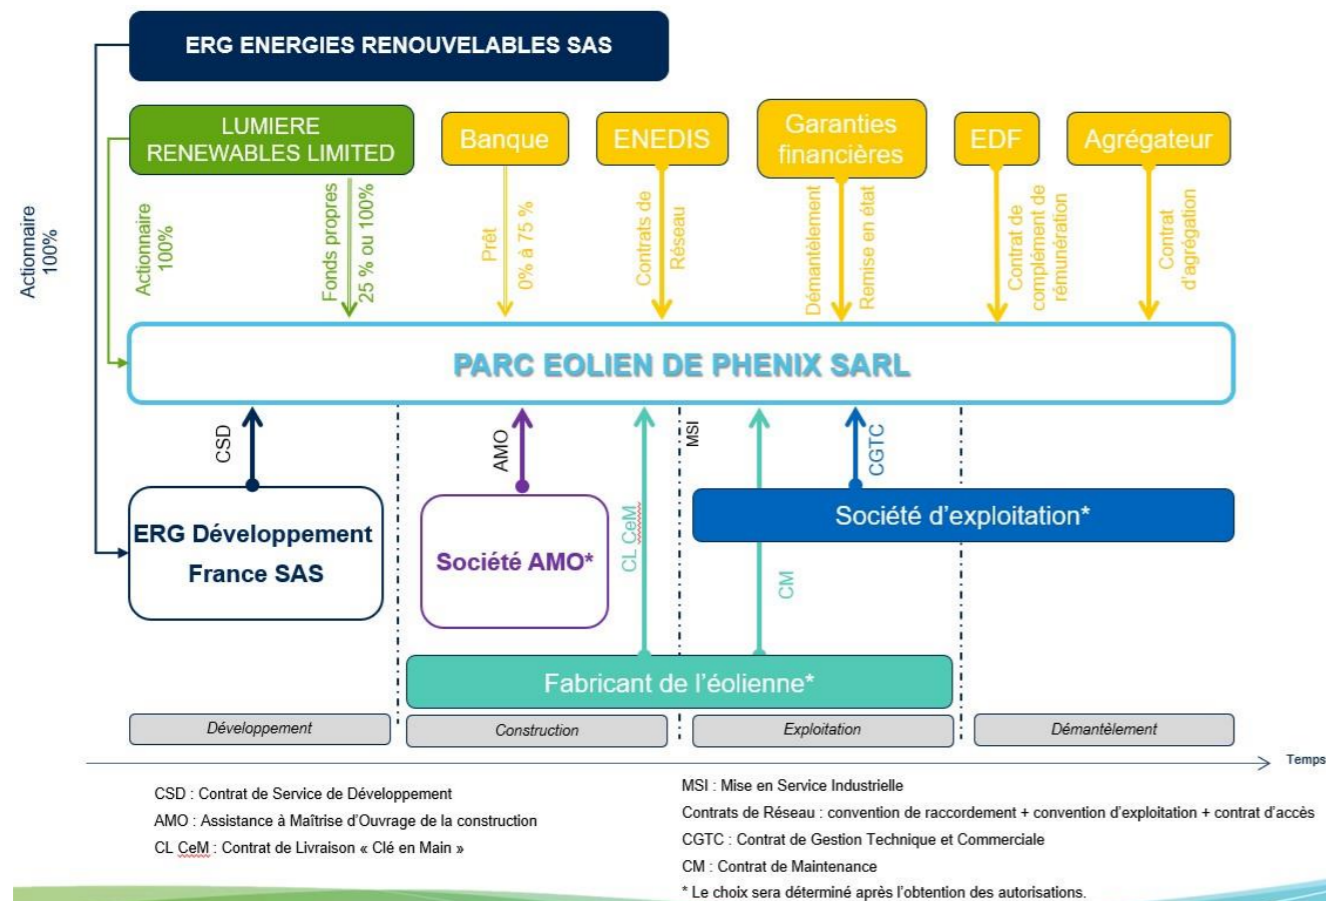 ERG ENERGIES RENOUVELABLES SAS
LUMIERE
RENEWABLES LIMITED
Banque
ENEDIS
Garanties
financières
EDF
Agrégateur
Actionnaire
100%
Actionnaire
100%
Fonds propres
25 % ou 100%
Prêt
0% à 75 %
Contrats de
Réseau
Démantèlement
Remise en état
Contrat de
complément de
rémunération
Contrat
d'agrégation
PARC EOLIEN DE PHENIX SARL
CSD
AMO
CL CeM
MSI
CM
CGTC
ERG Développement
France SAS
Société AMO*
Société d'exploitation*
Fabricant de l'éolienne*
Développement
Construction
Exploitation
Démantèlement
Temps
CSD : Contrat de Service de Développement
AMO : Assistance à Maîtrise d'Ouvrage de la construction
CL CeM : Contrat de Livraison « Clé en Main »
MSI : Mise en Service Industrielle
Contrats de Réseau : convention de raccordement + convention d'exploitation + contrat d'accès
CGTC : Contrat de Gestion Technique et Commerciale
CM : Contrat de Maintenance
* Le choix sera déterminé après l'obtention des autorisations.